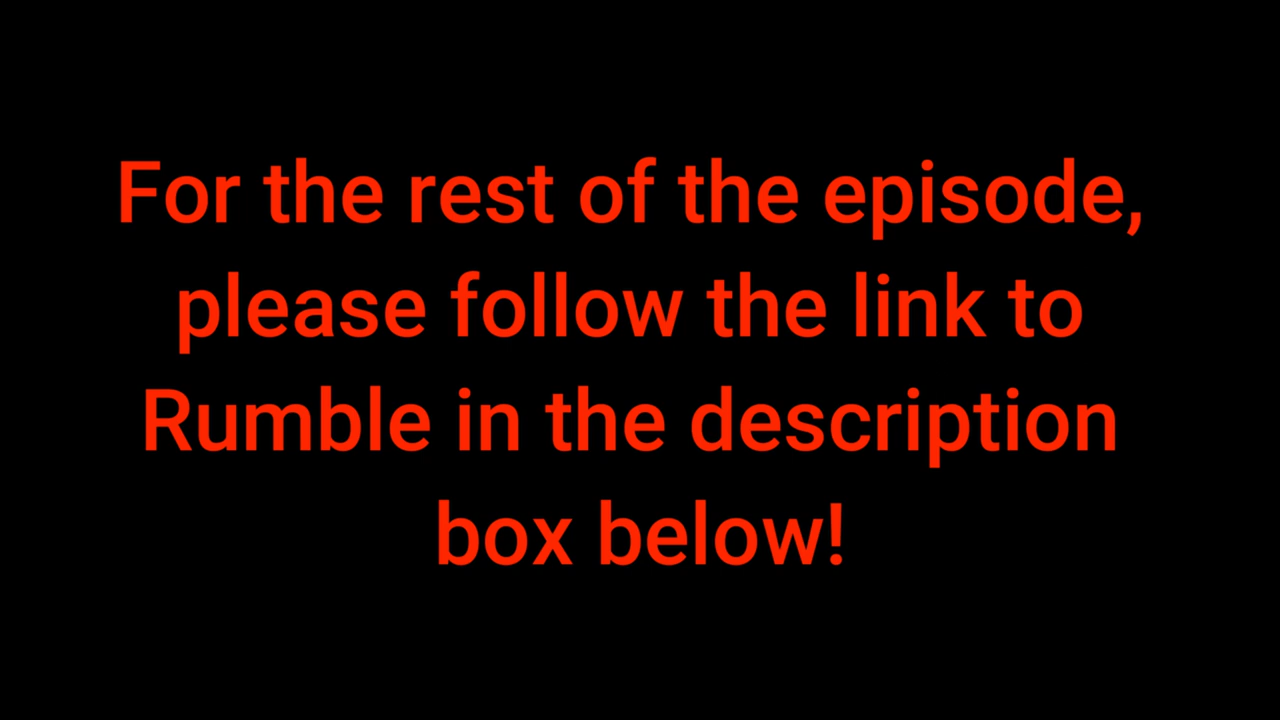 For the rest of the episode,
please follow the link to
Rumble in the description
box below!